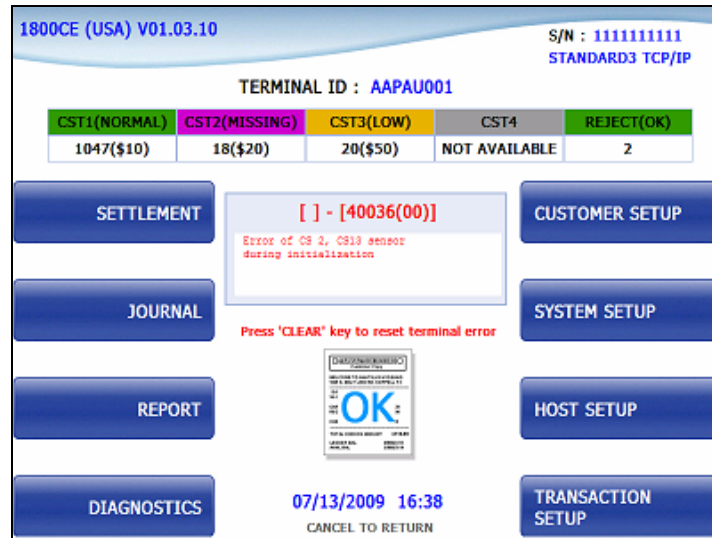 1800CE (USA) V01.03.10
S/N : 1111111111
STANDARD3 TCP/IP
TERMINAL ID : AAPAU001
CST1(NORMAL) CST2(MISSING) CST3(LOW) CST4 REJECT(OK)
1047($10) 18($20) 20($50) NOT AVAILABLE 2
SETTLEMENT
[ ] - [40036(00)]
CUSTOMER SETUP
Error of CS 2, CS13 sensor
during initialization
JOURNAL
SYSTEM SETUP
Press 'CLEAR' key to reset terminal error
OK
REPORT
HOST SETUP
DIAGNOSTICS
07/13/2009 16:38
CANCEL TO RETURN
TRANSACTION
SETUP